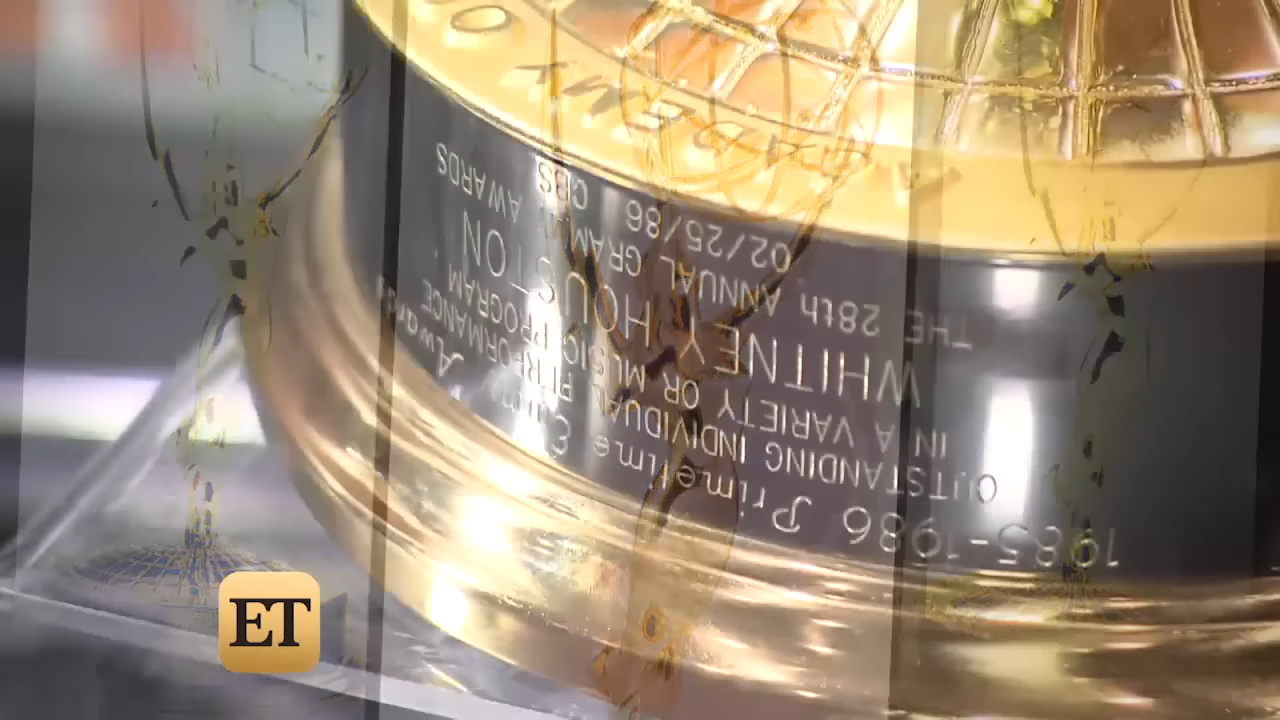 ACADEMY O
1985-1986 Primetime Emmy Awards
OUTSTANDING INDIVIDUAL PERFORMANCE
IN A VARIETY OR MUSIC PROGRAM
WHITNEY HOUSTON
THE 28th ANNUAL GRAMMY AWARDS
02/25/86 CBS
ET